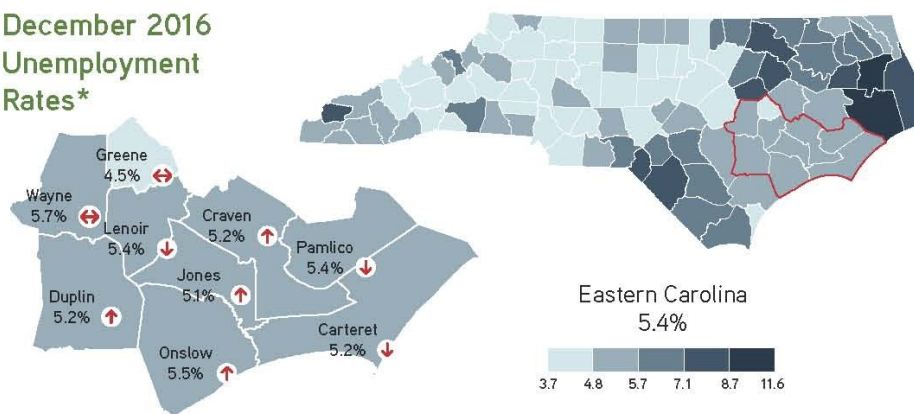 December 2016
Unemployment
Rates*
Greene
4.5%
Wayne
5.7%
Lenoir
5.4%
Craven
5.2%
Pamlico
5.4%
Jones
5.1%
Duplin
5.2%
Carteret
5.2%
Onslow
5.5%
Eastern Carolina
5.4%
3.7 4.8 5.7 7.1 8.7 11.6